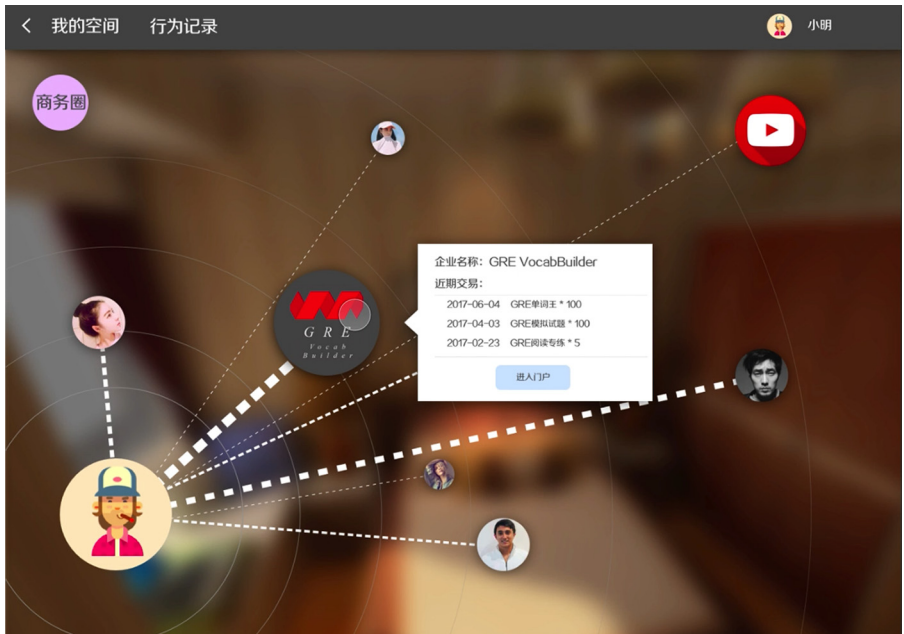 我的空间 行为记录
小明
商务圈
GRE
Vocab
Builder
企业名称：GRE VocabBuilder
近期交易：
2017-06-04 GRE单词王 * 100
2017-04-03 GRE模拟试题 * 100
2017-02-23 GRE阅读专练 * 5
进入门户